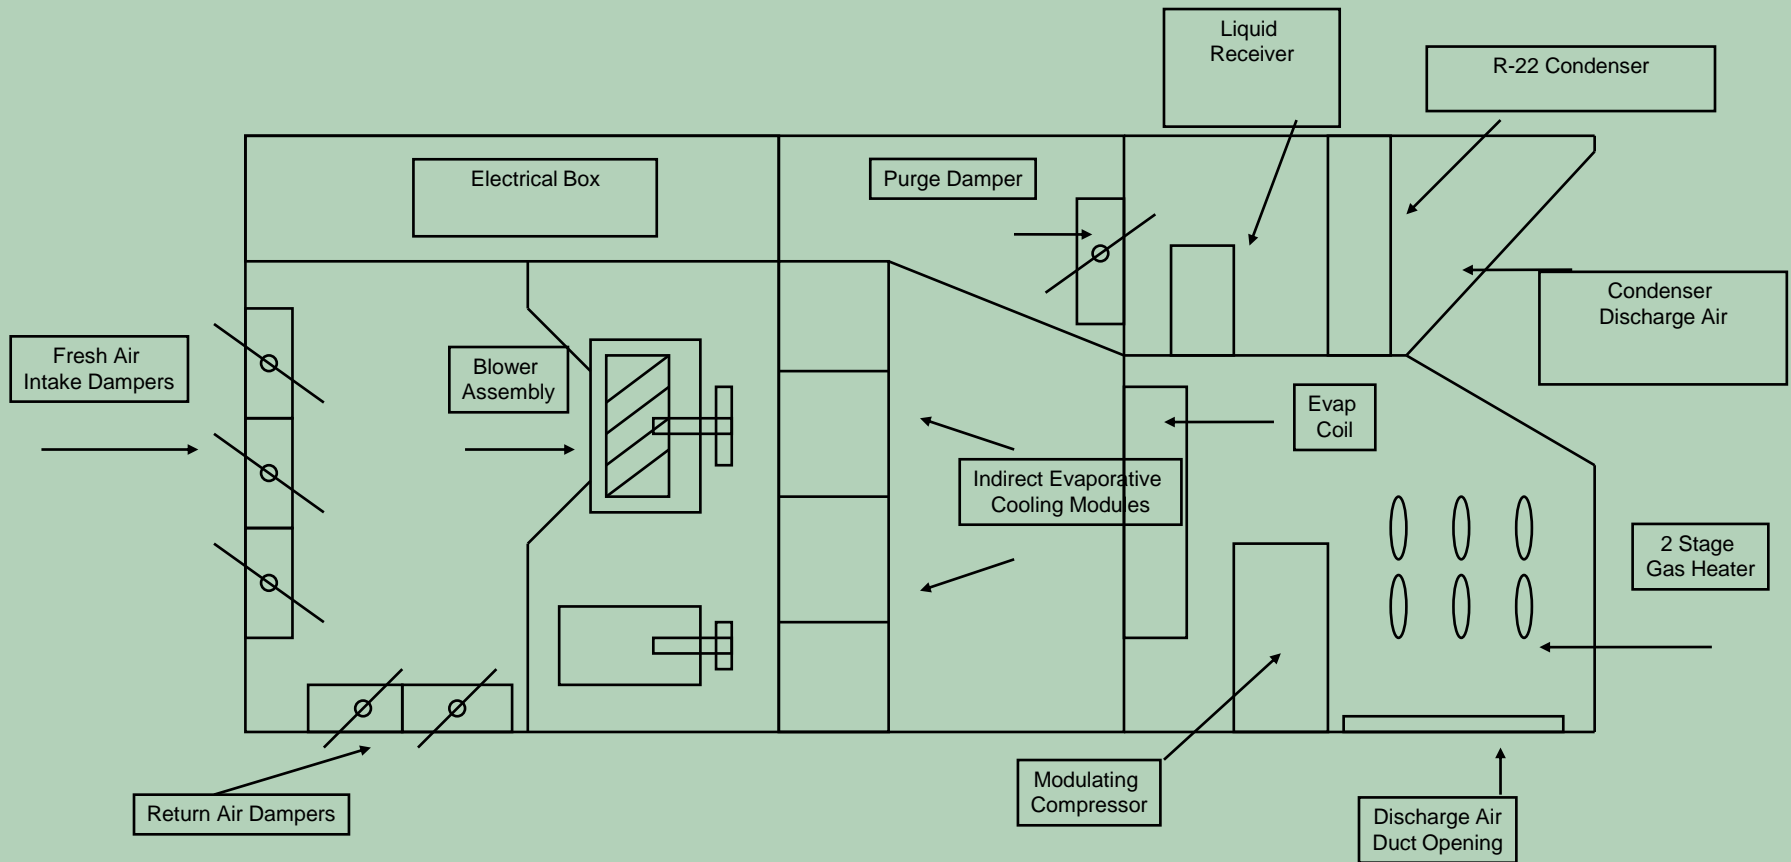 Liquid
Receiver
R-22 Condenser
Electrical Box
Purge Damper
Condenser
Discharge Air
Fresh Air
Intake Dampers
Blower
Assembly
Evap
Coil
Indirect Evaporative
Cooling Modules
2 Stage
Gas Heater
Modulating
Compressor
Return Air Dampers
Discharge Air
Duct Opening